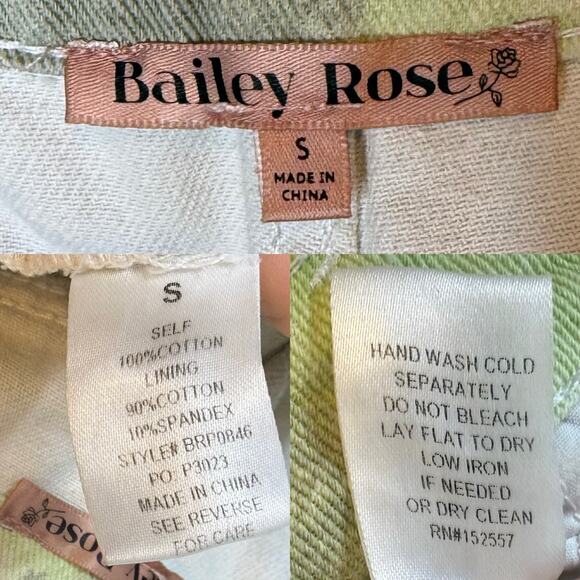 Bailey Rose
S
MADE IN
CHINA
S
SELF
100%COTTON
LINING
90%COTTON
10%SPANDEX
STYLE# BRP0846
PO: P3023
MADE IN CHINA
SEE REVERSE
FOR CARE
y Rose
HAND WASH COLD
SEPARATELY
DO NOT BLEACH
LAY FLAT TO DRY
LOW IRON
IF NEEDED
OR DRY CLEAN
RN#152557